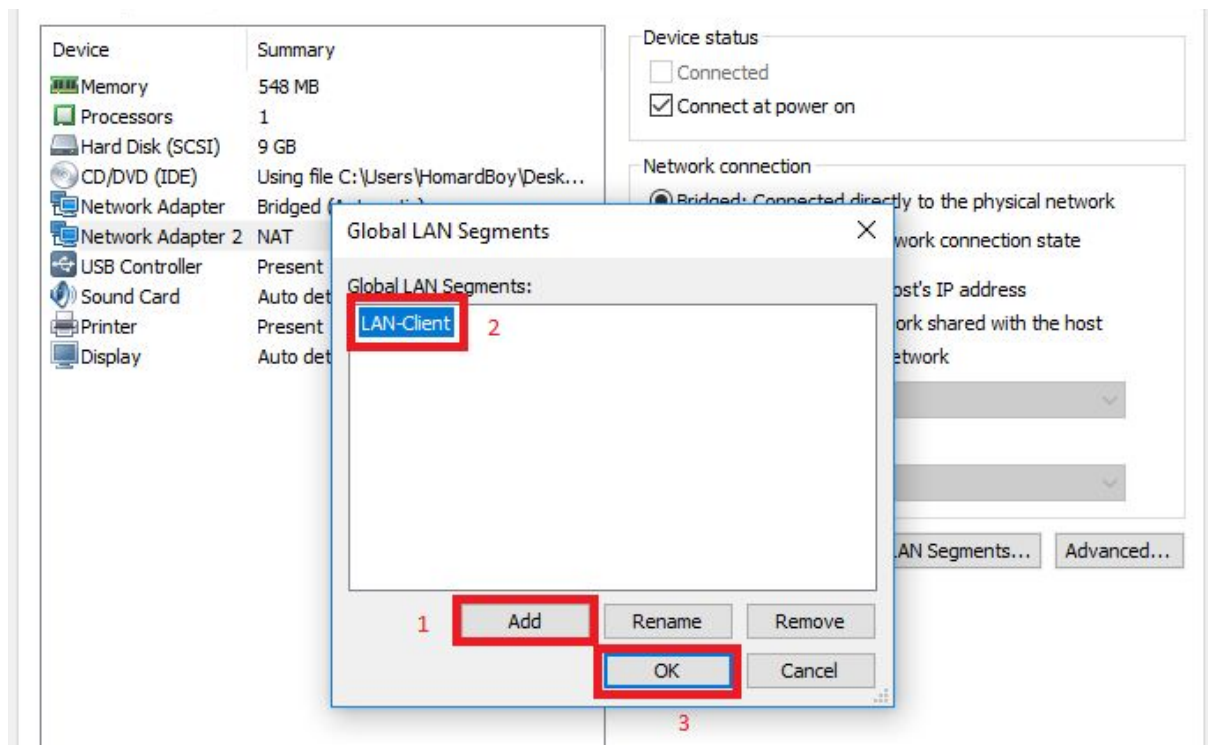 Device Summary
Memory 548 MB
Processors 1
Hard Disk (SCSI) 9 GB
CD/DVD (IDE) Using file C:\Users\HomardBoy\Desk...
Network Adapter Bridged (
Network Adapter 2 NAT
USB Controller Present
Sound Card Auto det
Printer Present
Display Auto det
Device status
Connected
Connect at power on
Network connection
Bridged: Connected directly to the physical network
work connection state
ost's IP address
ork shared with the host
etwork
AN Segments... Advanced...
Global LAN Segments
Global LAN Segments:
LAN-Client 2
1 Add Rename Remove
OK Cancel
3